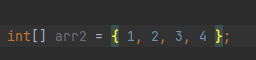 int[] arr2 = { 1, 2, 3, 4 };